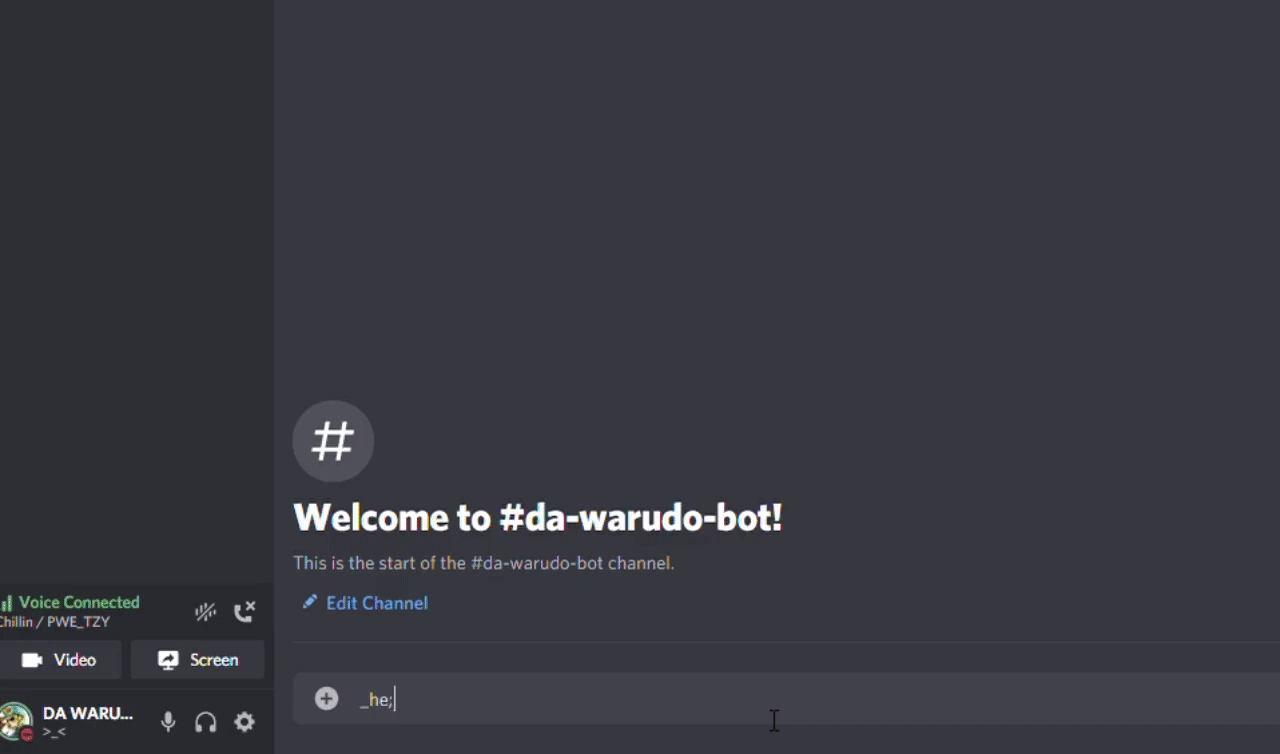 #
Welcome to #da-warudo-bot!
This is the start of the #da-warudo-bot channel.
Edit Channel
Voice Connected
Chillin / PWE_TZY
Video
Screen
DA WARU...
>_<
_he;